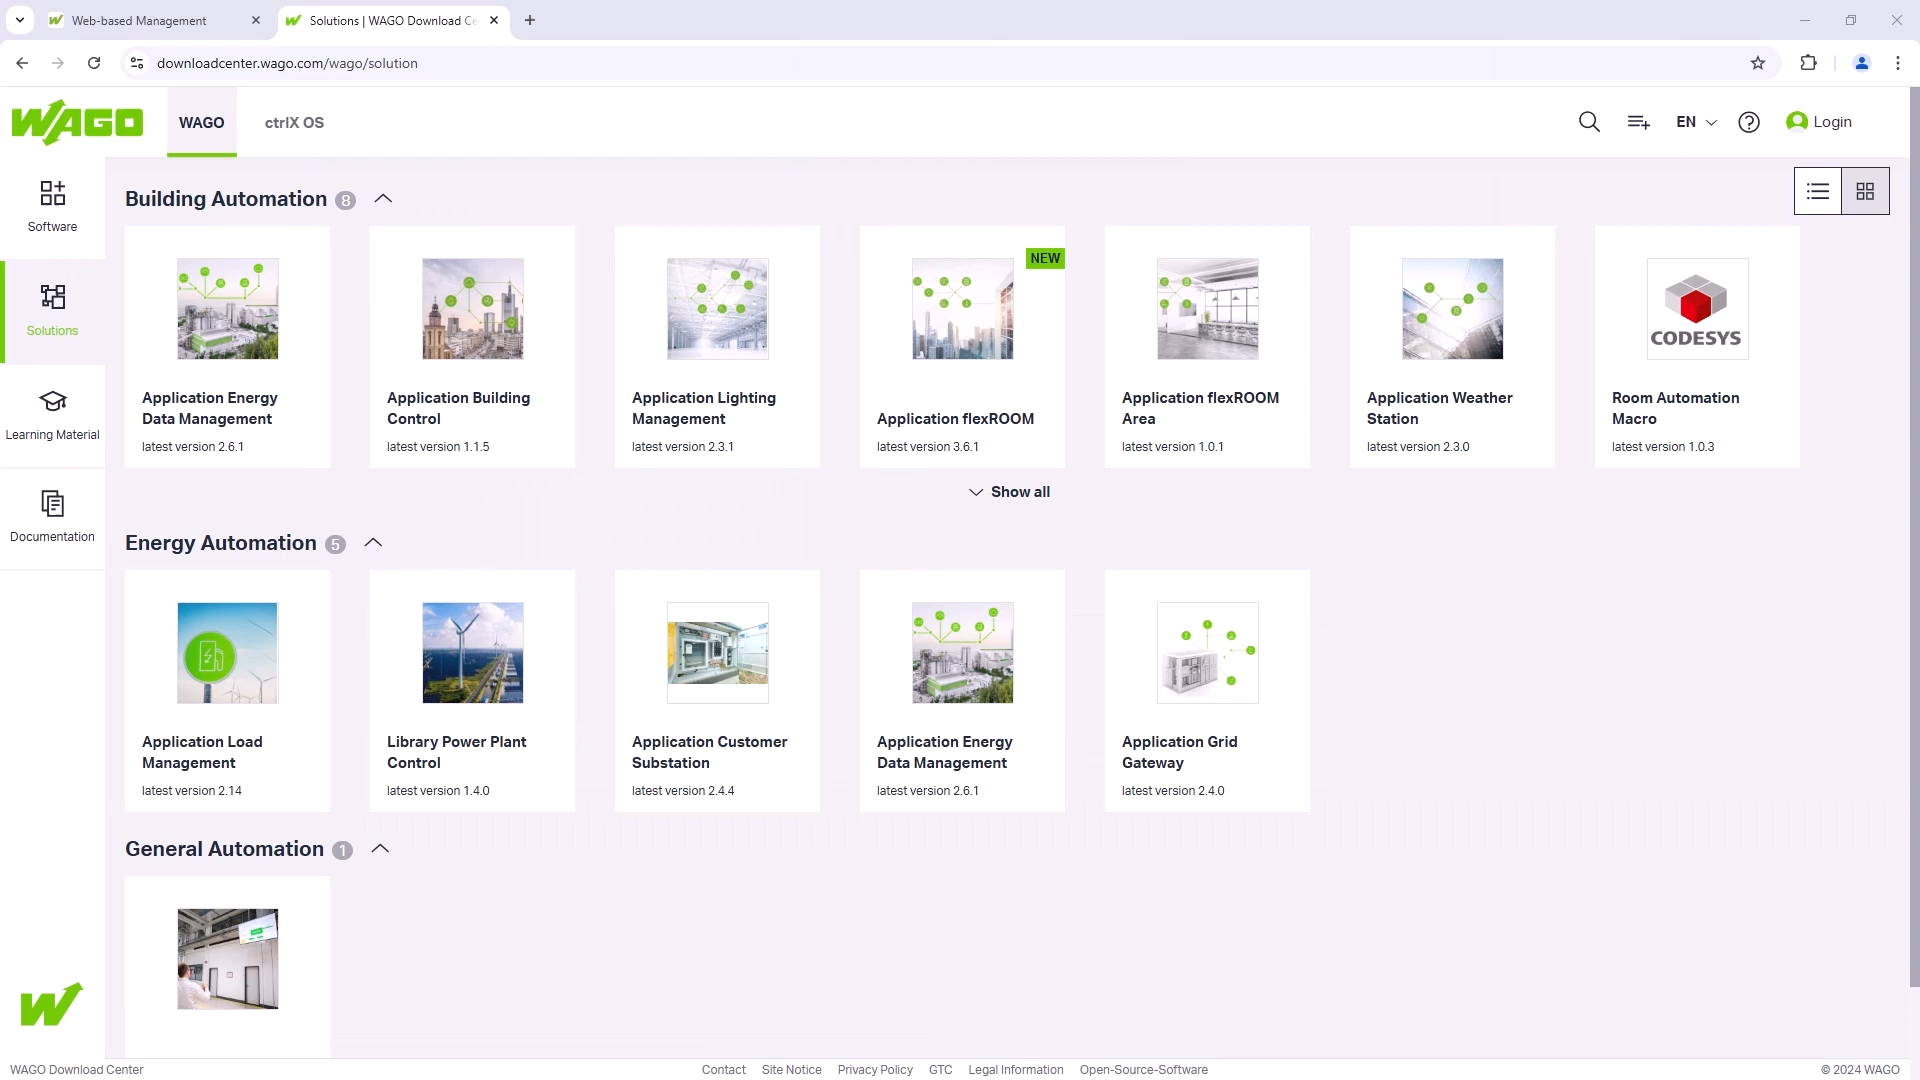 Web-based Management
Solutions | WAGO Download Ce
downloadcenter.wago.com/wago/solution
WAGO
WAGO
ctrlX OS
EN
Login
Software
Solutions
Learning Material
Documentation
Building Automation 8
Application Energy
Data Management
latest version 2.6.1
Application Building
Control
latest version 1.1.5
Application Lighting
Management
latest version 2.3.1
NEW
Application flexROOM
latest version 3.6.1
Application flexROOM
Area
latest version 1.0.1
Application Weather
Station
latest version 2.3.0
CODESYS
Room Automation
Macro
latest version 1.0.3
Show all
Energy Automation 5
Application Load
Management
latest version 2.14
Library Power Plant
Control
latest version 1.4.0
Application Customer
Substation
latest version 2.4.4
Application Energy
Data Management
latest version 2.6.1
Application Grid
Gateway
latest version 2.4.0
General Automation 1
WAGO Download Center
Contact
Site Notice
Privacy Policy
GTC
Legal Information
Open-Source-Software
© 2024 WAGO